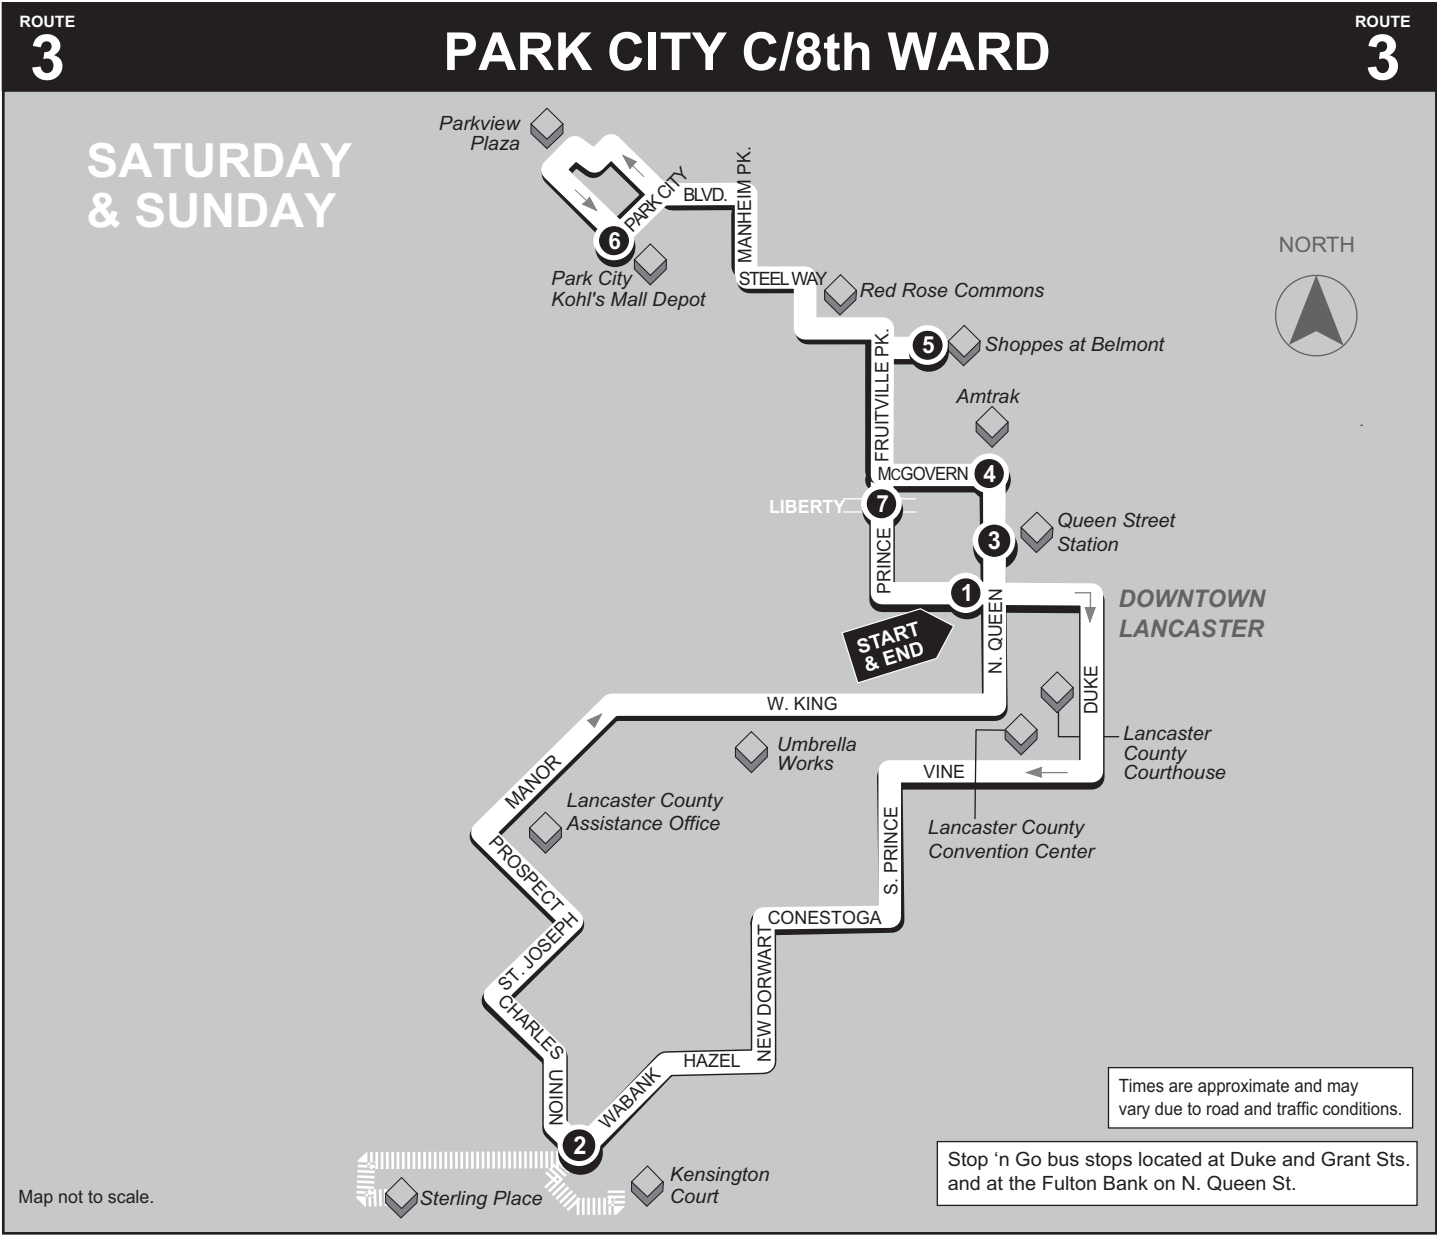 ROUTE
3
PARK CITY C/8th WARD
ROUTE
3
SATURDAY
& SUNDAY
Parkview
Plaza
PARK CITY
BLVD.
MANHEIM PK.
6
Park City
Kohl's Mall Depot
STEEL WAY
Red Rose Commons
NORTH
5
Shoppes at Belmont
FRUITVILLE PK.
Amtrak
McGOVERN
4
LIBERTY
7
Queen Street
Station
3
PRINCE
1
N. QUEEN
DOWNTOWN
LANCASTER
START
& END
DUKE
W. KING
Umbrella
Works
Lancaster
County
Courthouse
VINE
MANOR
Lancaster County
Assistance Office
Lancaster County
Convention Center
S. PRINCE
PROSPECT
ST. JOSEPH
CONESTOGA
NEW DORWART
CHARLES
HAZEL
UNION
WABANK
2
Times are approximate and may
vary due to road and traffic conditions.
Stop ‘n Go bus stops located at Duke and Grant Sts.
and at the Fulton Bank on N. Queen St.
Kensington
Court
Sterling Place
Map not to scale.